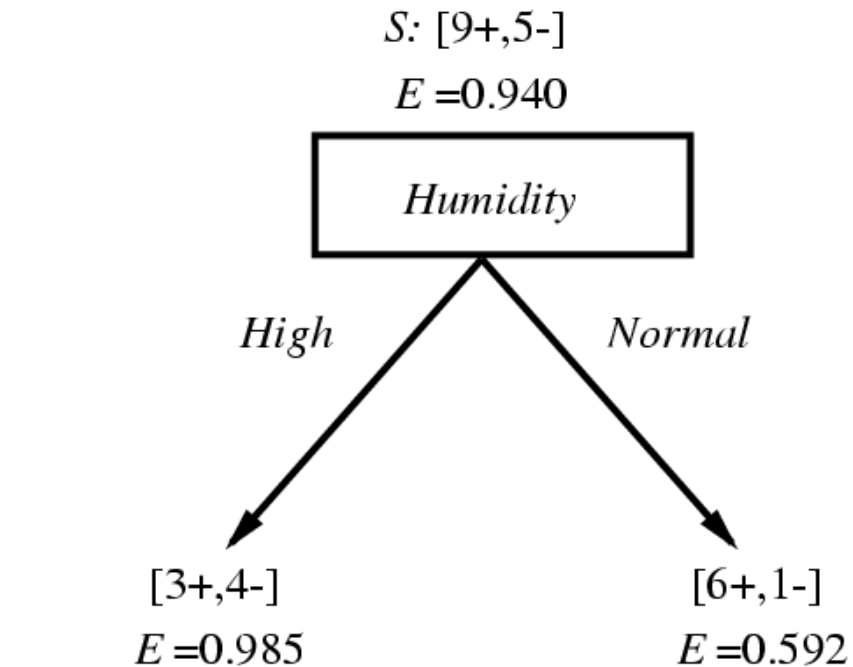 S: [9+,5-]
E =0.940
Humidity
High
Normal
[3+,4-]
E =0.985
[6+,1-]
E =0.592